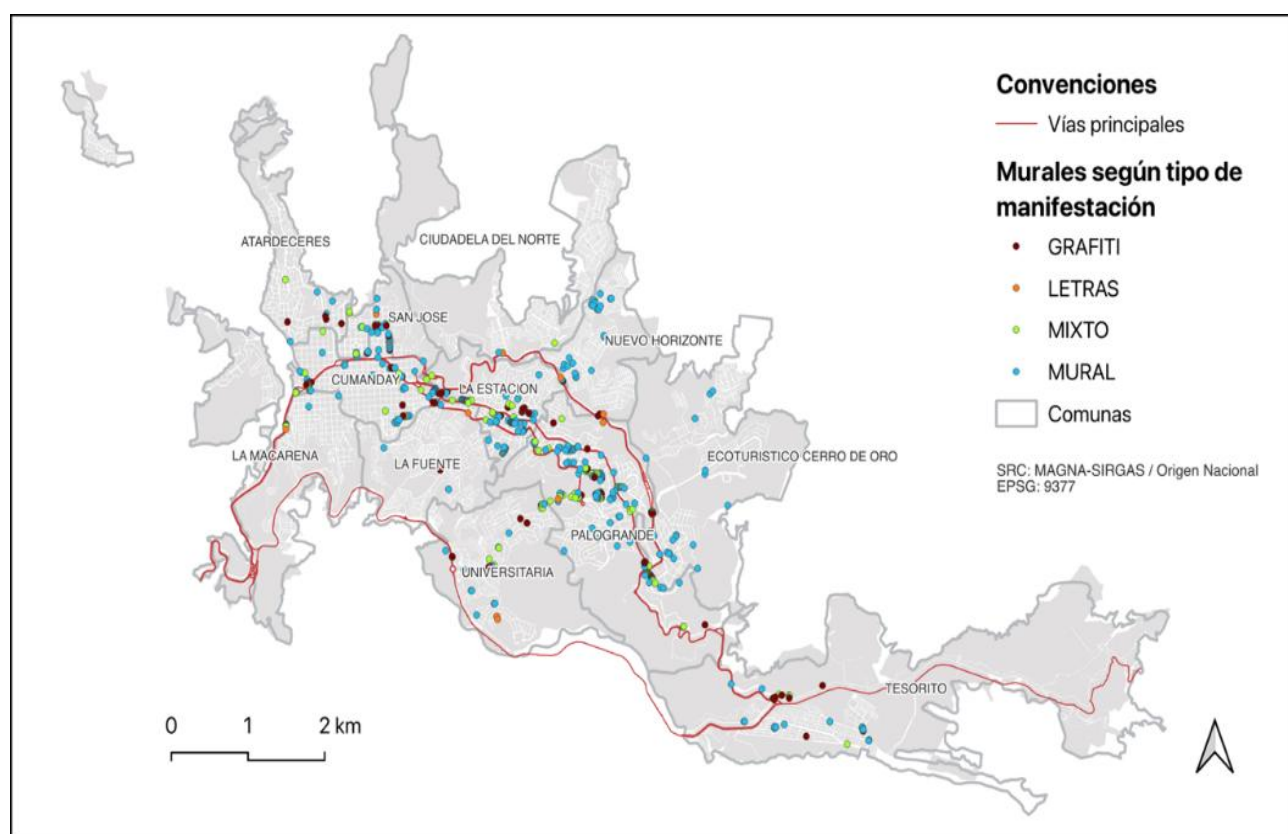 Convenciones
Vías principales
Murales según tipo de
manifestación
GRAFITI
LETRAS
MIXTO
MURAL
Comunas
SRC: MAGNA-SIRGAS / Origen Nacional
EPSG: 9377
ATARDECERES
CIUDADELA DEL NORTE
SAN JOSE
NUEVO HORIZONTE
CUMANDAY
LA ESTACION
LA MACARENA
LA FUENTE
ECOTURISTICO CERRO DE ORO
PALOGRANDE
UNIVERSITARIA
TESORITO
0 1 2 km